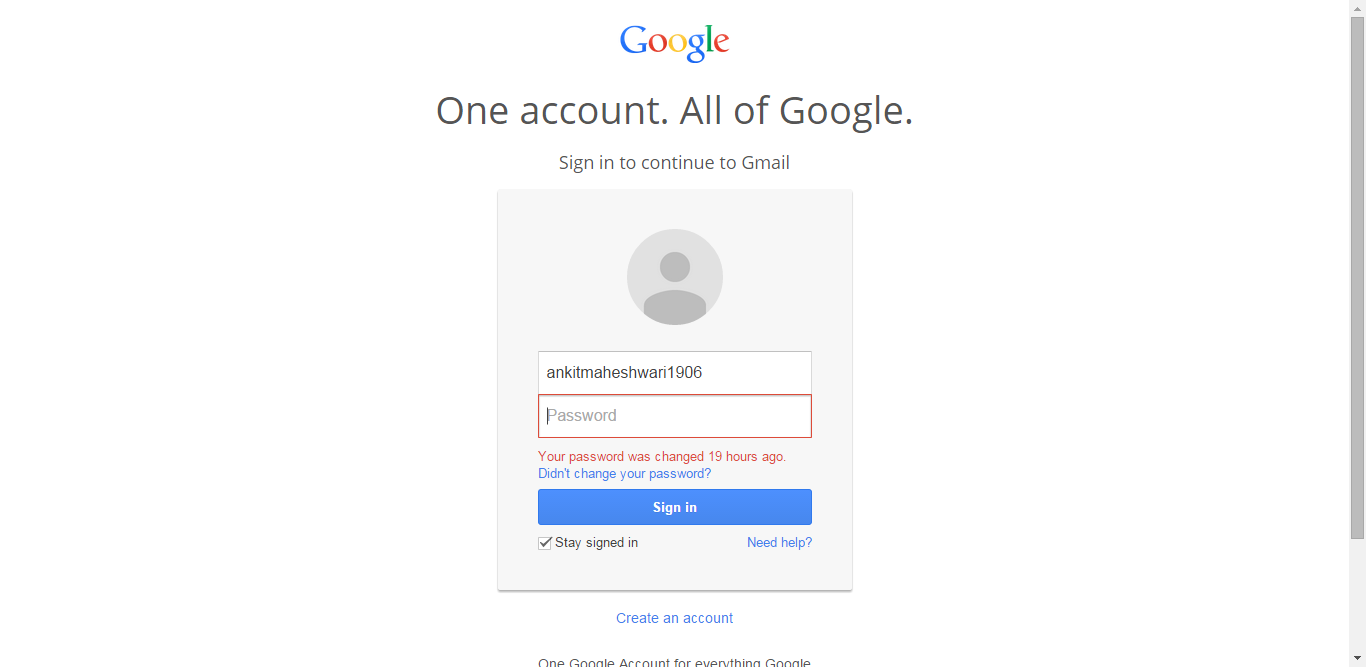 Google
One account. All of Google.
Sign in to continue to Gmail
ankitmaheshwari1906
Password
Your password was changed 19 hours ago.
Didn't change your password?
Sign in
Stay signed in
Need help?
Create an account
One Google Account for everything Google